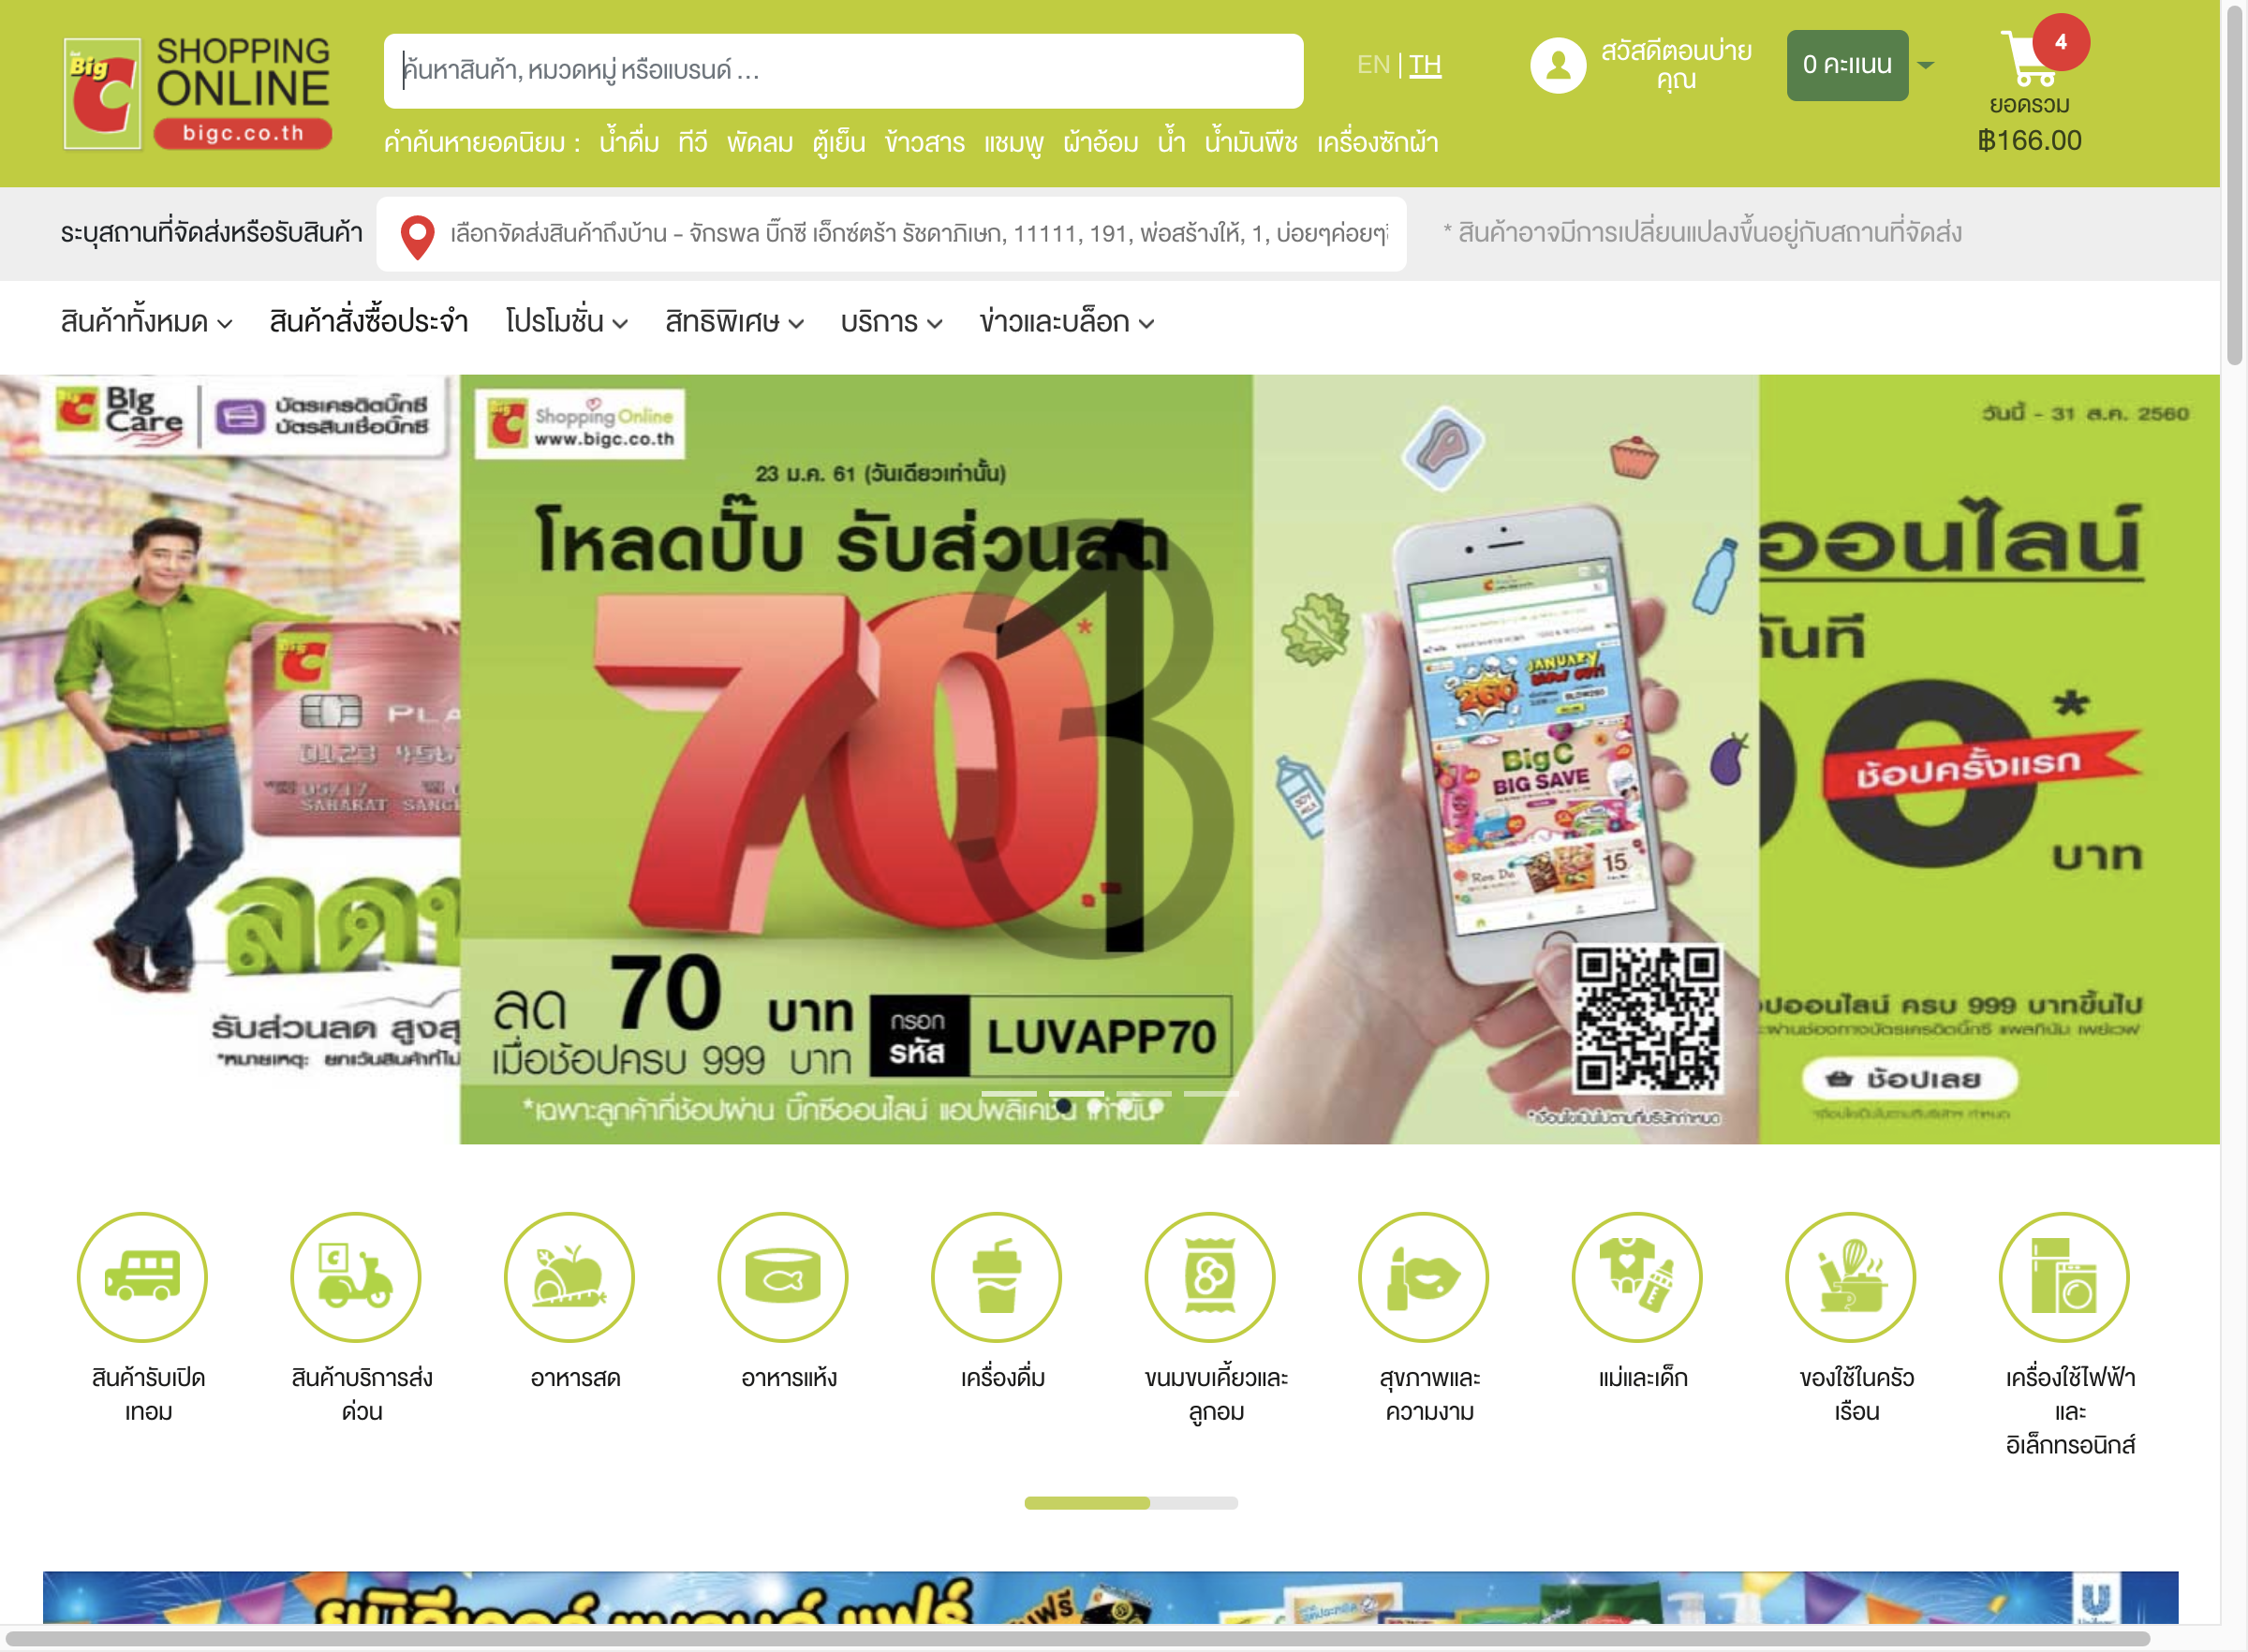 SHOPPING
ONLINE
bigc.co.th
Big
C
ค้นหาสินค้า, หมวดหมู่ หรือแบรนด์ ...
EN | TH
สวัสดีตอนบ่าย
คุณ
0 คะแนน
4
ยอดรวม
฿166.00
คำค้นหายอดนิยม : น้ำดื่ม ทีวี พัดลม ตู้เย็น ข้าวสาร แชมพู ผ้าอ้อม น้ำ น้ำมันพืช เครื่องซักผ้า
ระบุสถานที่จัดส่งหรือรับสินค้า
เลือกจัดส่งสินค้าถึงบ้าน - จักรพล บิ๊กซี เอ็กซ์ตร้า รัชดาภิเษก, 11111, 191, พ่อสร้างให้, 1, บ่อยๆค่อยๆ
* สินค้าอาจมีการเปลี่ยนแปลงขึ้นอยู่กับสถานที่จัดส่ง
สินค้าทั้งหมด สินค้าสั่งซื้อประจำ โปรโมชั่น สิทธิพิเศษ บริการ ข่าวและบล็อก
Big Care
บัตรเครดิตบิ๊กซี
บัตรสินเชื่อบิ๊กซี
PLA
0123 456
SAHARAT SANG
รับส่วนลด สูงสุ
*หมายเหตุ: ยกเว้นสินค้าที่ไม
Shopping Online
www.bigc.co.th
23 ม.ค. 61 (วันเดียวเท่านั้น)
โหลดปั๊บ รับส่วนลด
70*
1
3
ลด 70 บาท
เมื่อช้อปครบ 999 บาท
กรอก
รหัส
LUVAPP70
*เฉพาะลูกค้าที่ช้อปผ่าน บิ๊กซีออนไลน์ แอปพลิเคชั่น เท่านั้น
JANUARY
260
BigC
BIG SAVE
15
*เงื่อนไขเป็นไปตามที่บริษัทกำหนด
วันนี้ - 31 ส.ค. 2560
ออนไลน์
ทันที
0*
ช้อปครั้งแรก
บาท
ปออนไลน์ ครบ 999 บาทขึ้นไป
ช้อปเลย
สินค้ารับเปิด
เทอม
สินค้าบริการส่ง
ด่วน
อาหารสด
อาหารแห้ง
เครื่องดื่ม
ขนมขบเคี้ยวและ
ลูกอม
สุขภาพและ
ความงาม
แม่และเด็ก
ของใช้ในครัว
เรือน
เครื่องใช้ไฟฟ้า
และ
อิเล็กทรอนิกส์